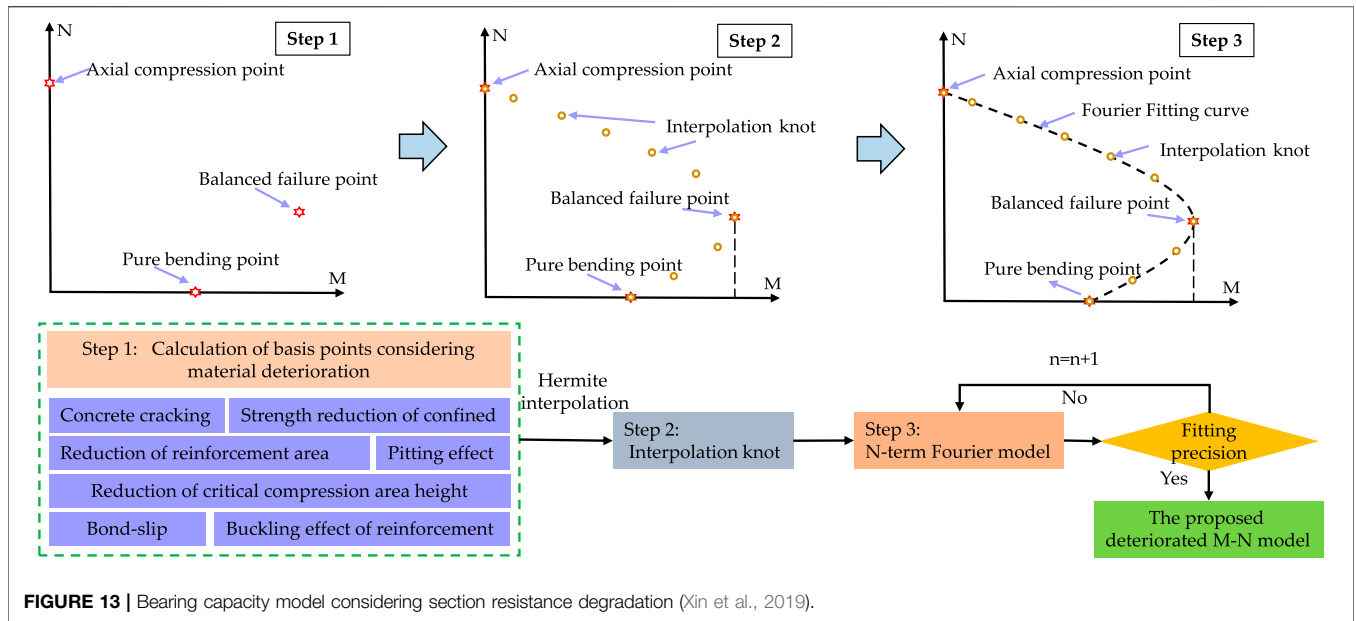 N
Step 1
Axial compression point
Balanced failure point
Pure bending point
M
N
Step 2
Axial compression point
Interpolation knot
Balanced failure point
Pure bending point
M
N
Step 3
Axial compression point
Fourier Fitting curve
Interpolation knot
Balanced failure point
Pure bending point
M
Step 1: Calculation of basis points considering
material deterioration
Concrete cracking
Strength reduction of confined
Reduction of reinforcement area
Pitting effect
Reduction of critical compression area height
Bond-slip
Buckling effect of reinforcement
Hermite
interpolation
Step 2:
Interpolation knot
Step 3:
N-term Fourier model
n=n+1
No
Fitting
precision
Yes
The proposed
deteriorated M-N model
FIGURE 13 | Bearing capacity model considering section resistance degradation (Xin et al., 2019).